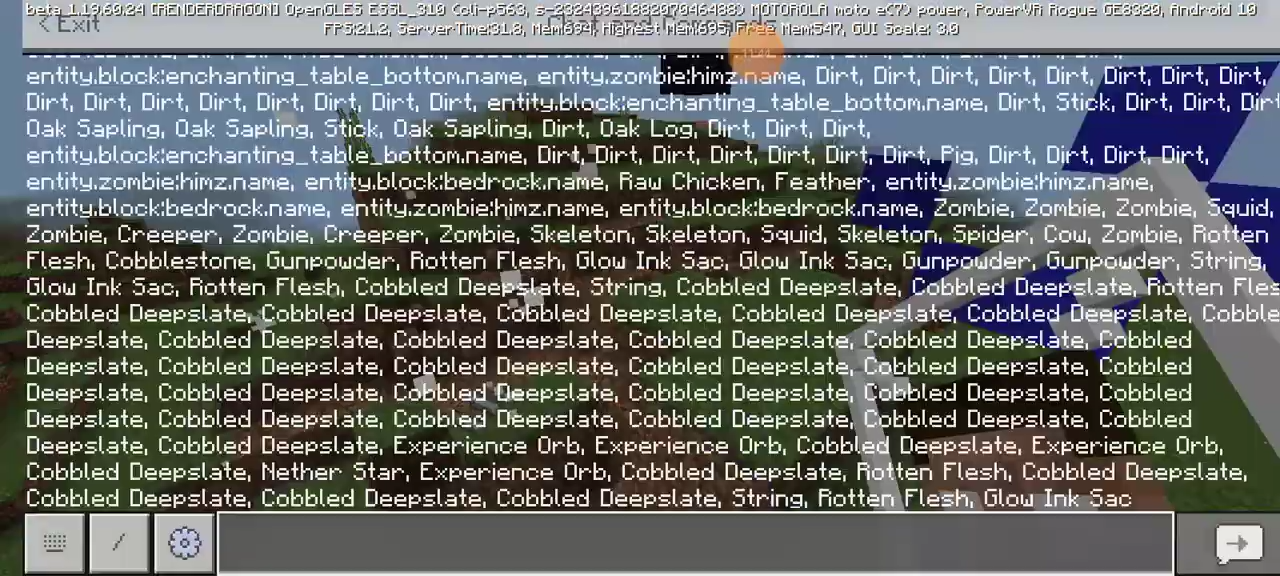 beta 1.19.60.24 [RENDERDRAGON] OpenGLES ESSL_310 MOTOROLA moto e(7) power, PowerVR Rogue GE8320, Android 10
FPS:21.2, ServerTime:31.8, Mem:694, Highest Mem:695, Free Mem:547, GUI Scale: 3.0
< Exit
11:44
entity.block:enchanting_table_bottom.name, entity.zombie:himz.name, Dirt, Dirt, Dirt, Dirt, Dirt, Dirt, Dirt, Dirt,
Dirt, Dirt, Dirt, Dirt, Dirt, Dirt, Dirt, Dirt, entity.block:enchanting_table_bottom.name, Dirt, Stick, Dirt, Dirt, Dirt
Oak Sapling, Oak Sapling, Stick, Oak Sapling, Dirt, Oak Log, Dirt, Dirt, Dirt,
entity.block:enchanting_table_bottom.name, Dirt, Dirt, Dirt, Dirt, Dirt, Dirt, Dirt, Pig, Dirt, Dirt, Dirt, Dirt,
entity.zombie:himz.name, entity.block:bedrock.name, Raw Chicken, Feather, entity.zombie:himz.name,
entity.block:bedrock.name, entity.zombie:himz.name, entity.block:bedrock.name, Zombie, Zombie, Zombie, Squid,
Zombie, Creeper, Zombie, Creeper, Zombie, Skeleton, Skeleton, Squid, Skeleton, Spider, Cow, Zombie, Rotten
Flesh, Cobblestone, Gunpowder, Rotten Flesh, Glow Ink Sac, Glow Ink Sac, Gunpowder, Gunpowder, String,
Glow Ink Sac, Rotten Flesh, Cobbled Deepslate, String, Cobbled Deepslate, Cobbled Deepslate, Rotten Fles
Cobbled Deepslate, Cobbled Deepslate, Cobbled Deepslate, Cobbled Deepslate, Cobbled Deepslate, Cobble
Deepslate, Cobbled Deepslate, Cobbled Deepslate, Cobbled Deepslate, Cobbled Deepslate, Cobbled
Deepslate, Cobbled Deepslate, Cobbled Deepslate, Cobbled Deepslate, Cobbled Deepslate, Cobbled
Deepslate, Cobbled Deepslate, Cobbled Deepslate, Cobbled Deepslate, Cobbled Deepslate, Cobbled
Deepslate, Cobbled Deepslate, Cobbled Deepslate, Cobbled Deepslate, Cobbled Deepslate, Cobbled
Deepslate, Cobbled Deepslate, Experience Orb, Experience Orb, Cobbled Deepslate, Experience Orb,
Cobbled Deepslate, Nether Star, Experience Orb, Cobbled Deepslate, Rotten Flesh, Cobbled Deepslate,
Cobbled Deepslate, Cobbled Deepslate, Cobbled Deepslate, String, Rotten Flesh, Glow Ink Sac
/